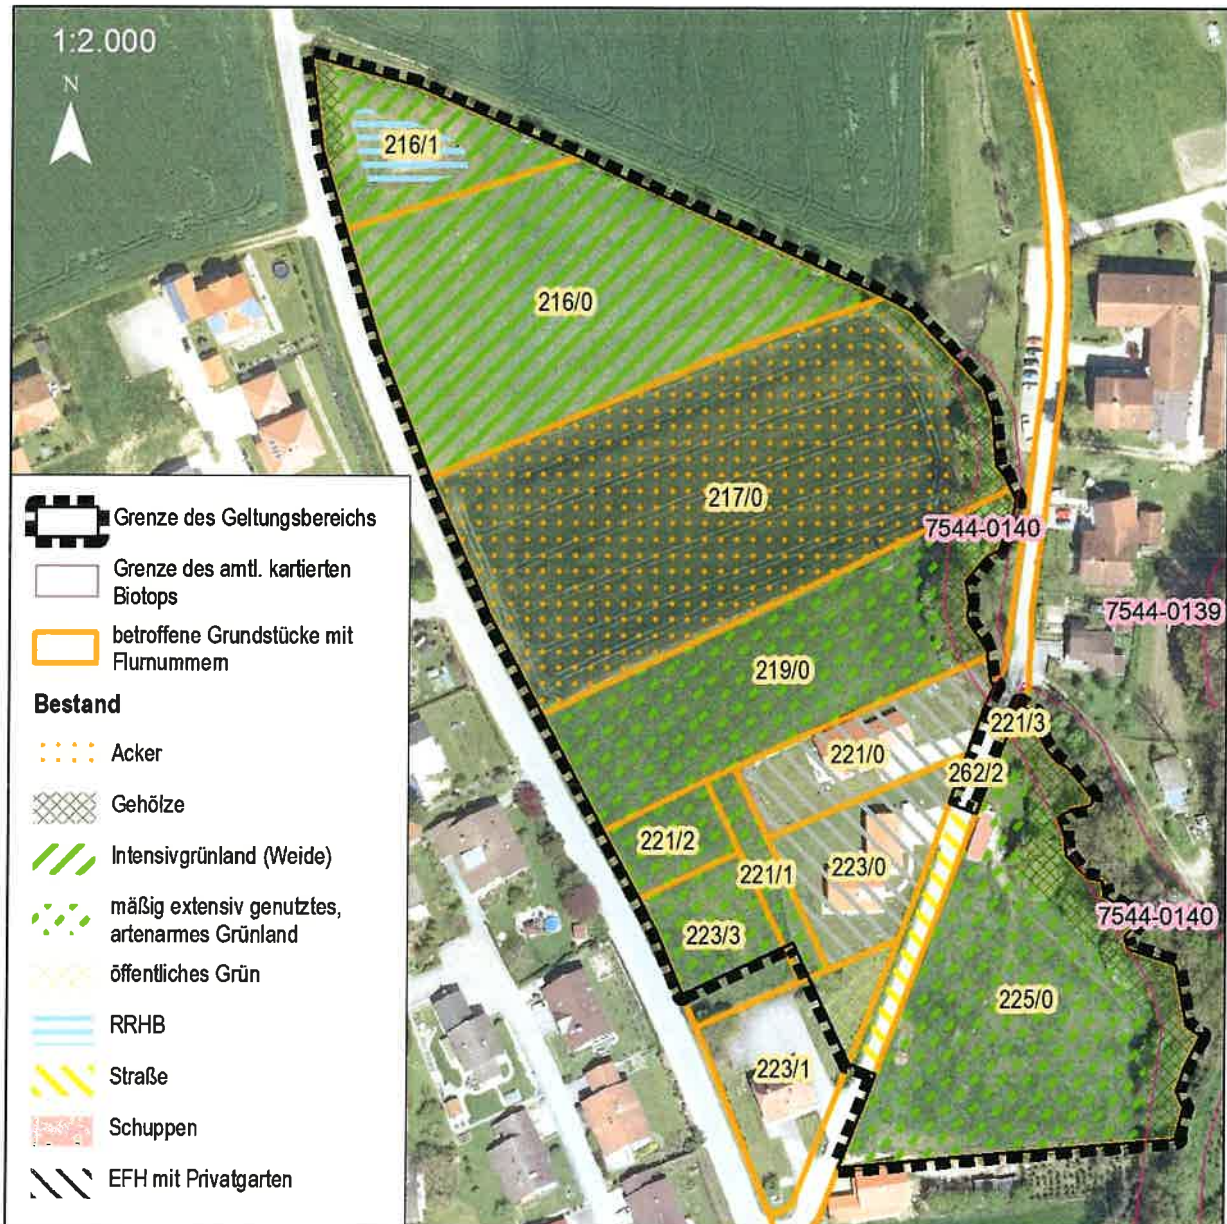 1:2.000
N
216/1
216/0
217/0
7544-0140
7544-0139
219/0
221/3
221/0
262/2
221/2
221/1
223/0
223/3
7544-0140
225/0
223/1
Grenze des Geltungsbereichs
Grenze des amtl. kartierten
Biotops
betroffene Grundstücke mit
Flurnummern
Bestand
Acker
Gehölze
Intensivgrünland (Weide)
mäßig extensiv genutztes,
artenarmes Grünland
öffentliches Grün
RRHB
Straße
Schuppen
EFH mit Privatgarten